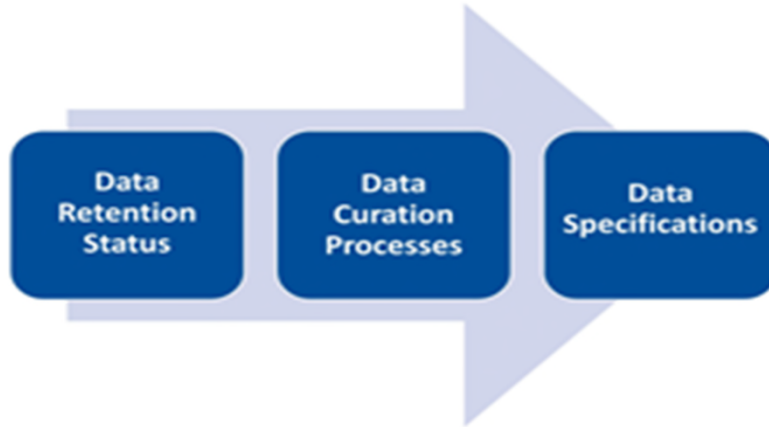 Data
Retention
Status
Data
Curation
Processes
Data
Specifications